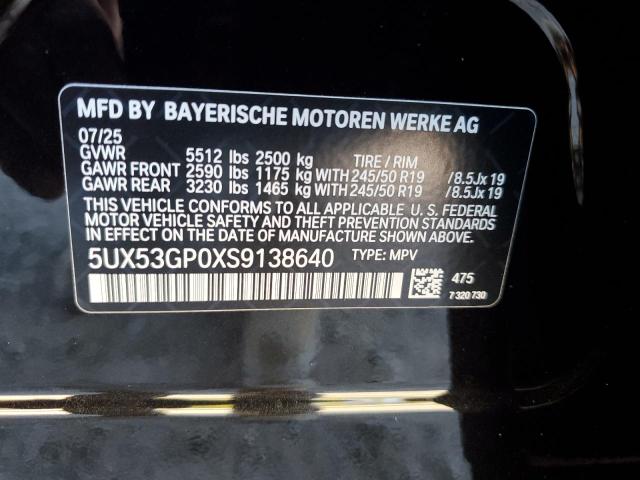 MFD BY BAYERISCHE MOTOREN WERKE AG
07/25
GVWR 5512 lbs 2500 kg TIRE / RIM
GAWR FRONT 2590 lbs 1175 kg WITH 245/50 R19 /8.5Jx19
GAWR REAR 3230 lbs 1465 kg WITH 245/50 R19 /8.5Jx19
THIS VEHICLE CONFORMS TO ALL APPLICABLE U. S. FEDERAL
MOTOR VEHICLE SAFETY AND THEFT PREVENTION STANDARDS
IN EFFECT ON THE DATE OF MANUFACTURE SHOWN ABOVE.
5UX53GP0XS9138640 TYPE: MPV
475
7 320 730